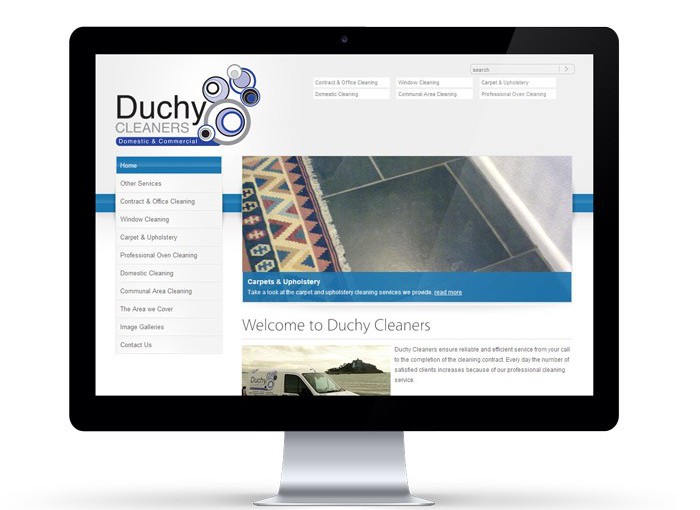 search
Contract & Office Cleaning
Window Cleaning
Carpet & Upholstery
Domestic Cleaning
Communal Area Cleaning
Professional Oven Cleaning
Duchy
CLEANERS
Domestic & Commercial
Home
Other Services
Contract & Office Cleaning
Window Cleaning
Carpet & Upholstery
Professional Oven Cleaning
Domestic Cleaning
Communal Area Cleaning
The Area we Cover
Image Galleries
Contact Us
Carpets & Upholstery
Take a look at the carpet and upholstery cleaning services we provide. read more
Welcome to Duchy Cleaners
Duchy
Duchy Cleaners ensure reliable and efficient service from your call
to the completion of the cleaning contract. Every day the number of
satisfied clients increases because of our professional cleaning
service.